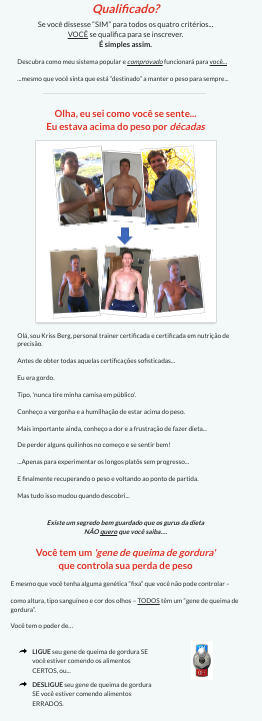 Qualificado?
Se você dissesse "SIM" para todos os quatro critérios...
VOCÊ se qualifica para se inscrever.
É simples assim.
Descubra como meu sistema popular e comprovado funcionará para você...
...mesmo que você sinta que está "destinado" a manter o peso para sempre...
Olha, eu sei como você se sente...
Eu estava acima do peso por décadas
Olá, sou Kriss Berg, personal trainer certificada e certificada em nutrição de
precisão.
Antes de obter todas aquelas certificações sofisticadas...
Eu era gordo.
Tipo, 'nunca tire minha camisa em público'.
Conheço a vergonha e a humilhação de estar acima do peso.
Mais importante ainda, conheço a dor e a frustração de fazer dieta...
De perder alguns quilinhos no começo e se sentir bem!
...Apenas para experimentar os longos platôs sem progresso...
E finalmente recuperando o peso e voltando ao ponto de partida.
Mas tudo isso mudou quando descobri...
Existe um segredo bem guardado que os gurus da dieta
NÃO quero que você saiba....
Você tem um 'gene de queima de gordura'
que controla sua perda de peso
E mesmo que você tenha alguma genética "fixa" que você não pode controlar –
como altura, tipo sanguíneo e cor dos olhos – TODOS têm um "gene de queima de
gordura".
Você tem o poder de...
LIGUE seu gene de queima de gordura SE
você estiver comendo os alimentos
CERTOS, ou...
DESLIGUE seu gene de queima de gordura
SE você estiver comendo alimentos
ERRADOS.